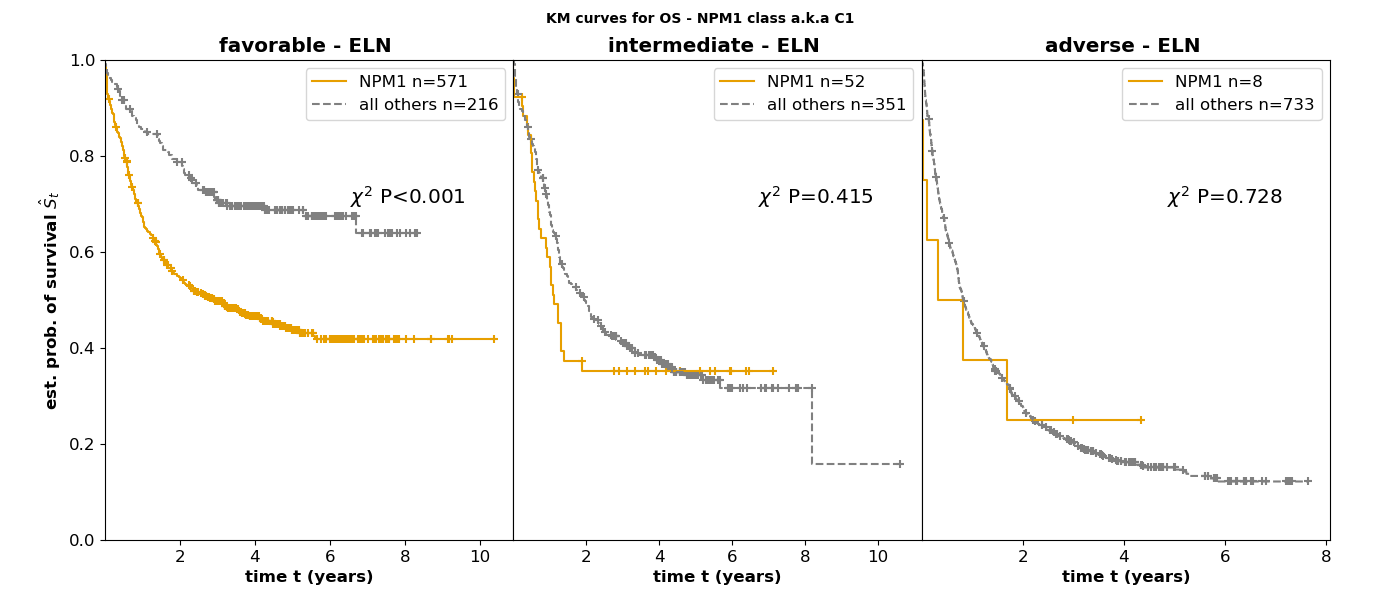 KM curves for OS - NPM1 class a.k.a C1
favorable - ELN
intermediate - ELN
adverse - ELN
est. prob. of survival Ŝt
1.0
0.8
0.6
0.4
0.2
0.0
NPM1 n=571
all others n=216
χ² P<0.001
2 4 6 8 10
time t (years)
NPM1 n=52
all others n=351
χ² P=0.415
2 4 6 8 10
time t (years)
NPM1 n=8
all others n=733
χ² P=0.728
2 4 6 8
time t (years)